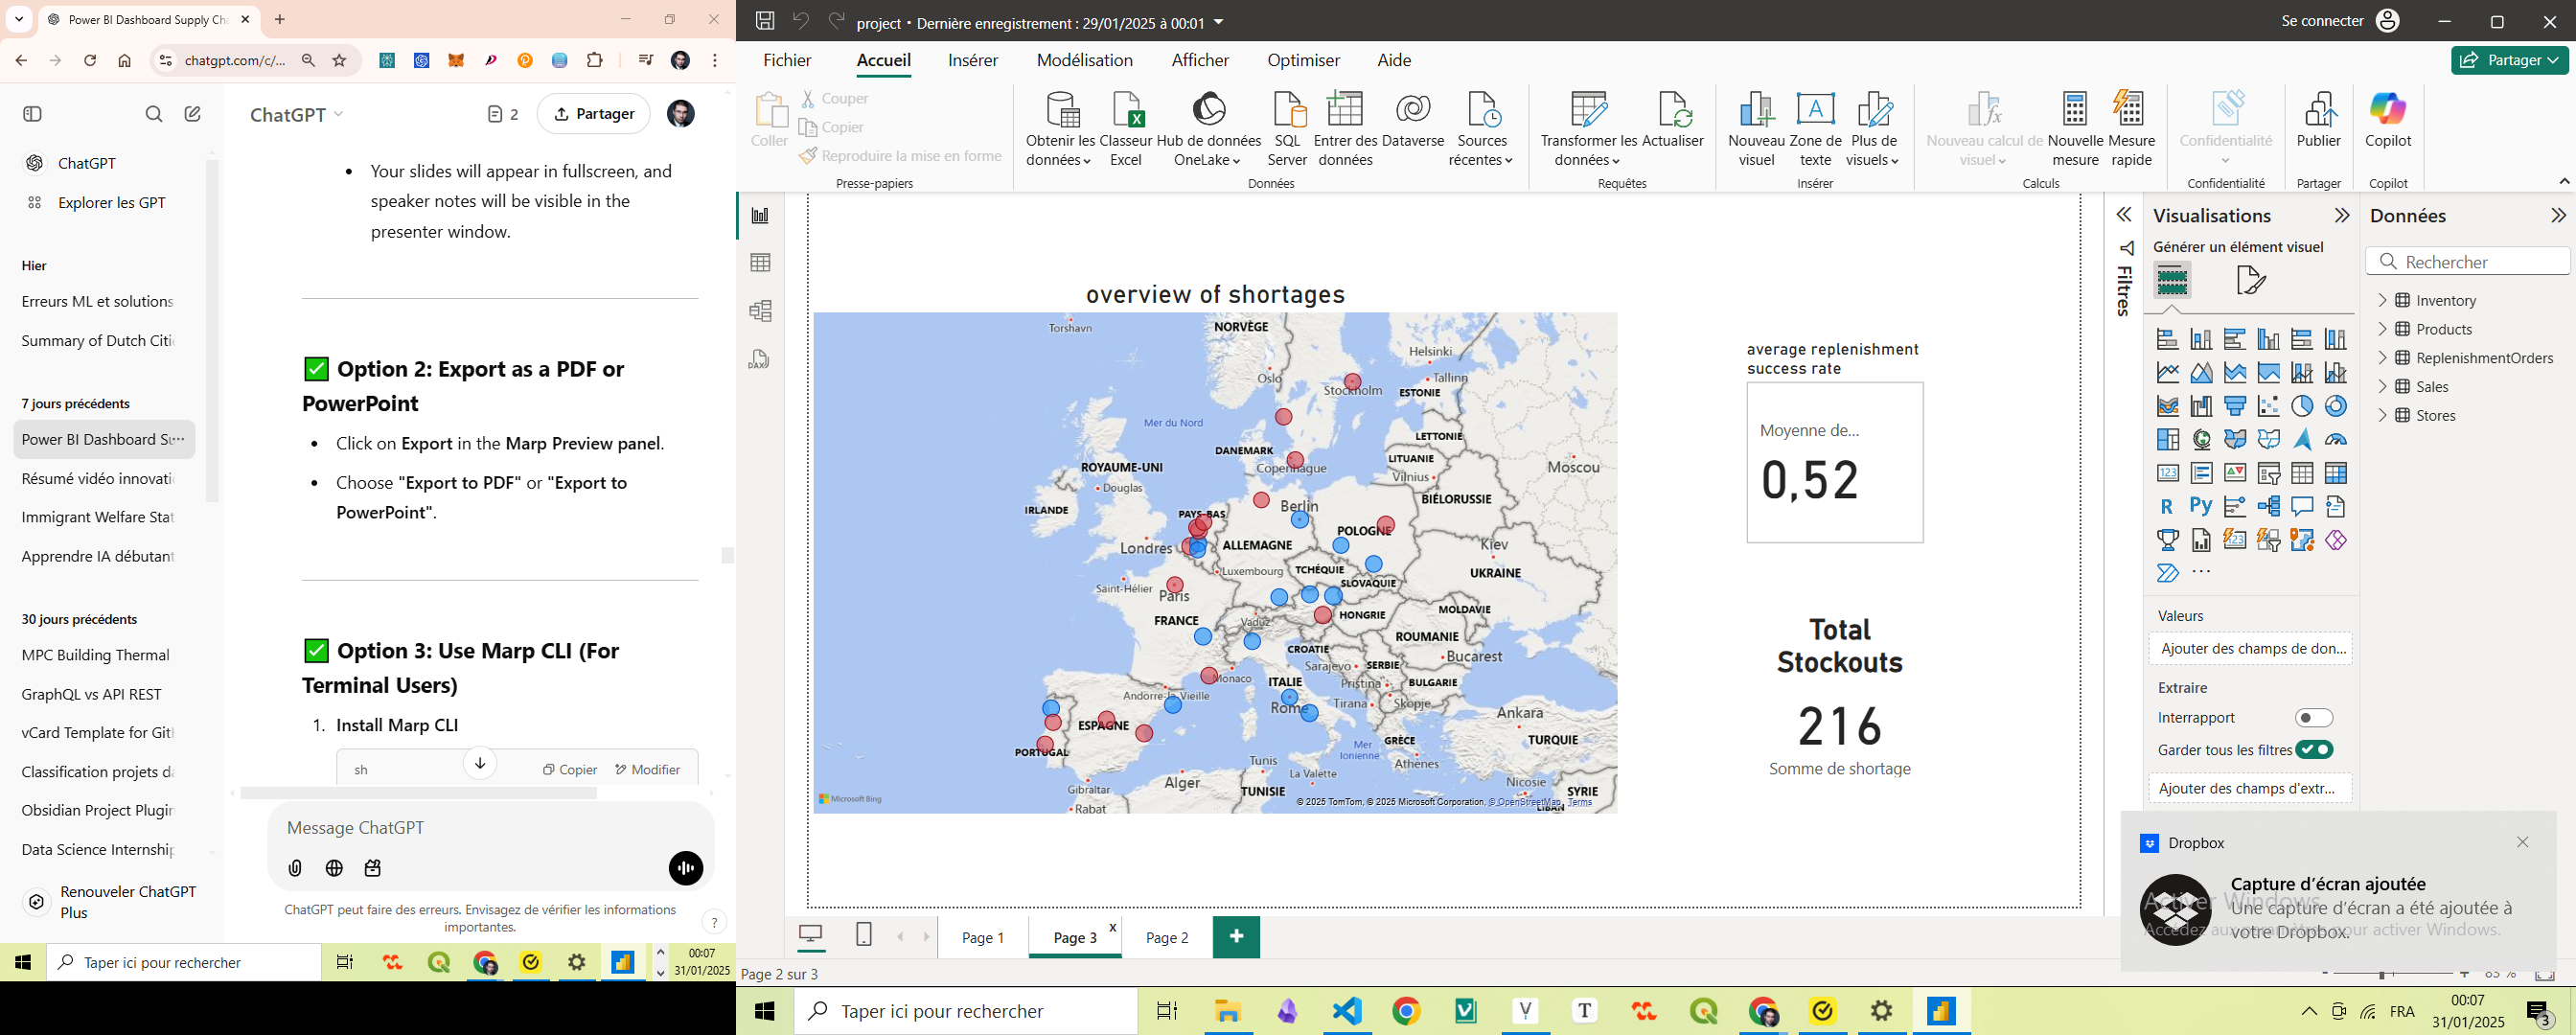 Power BI Dashboard Supply Ch
chatgpt.com/c/...
ChatGPT
2
Partager
ChatGPT
Explorer les GPT
Hier
Erreurs ML et solutions
Summary of Dutch Citi
7 jours précédents
Power BI Dashboard Su
Résumé vidéo innovati
Immigrant Welfare Stat
Apprendre IA débutant
30 jours précédents
MPC Building Thermal
GraphQL vs API REST
vCard Template for Git
Classification projets da
Obsidian Project Plugin
Data Science Internship
Renouveler ChatGPT
Plus
• Your slides will appear in fullscreen, and
speaker notes will be visible in the
presenter window.
✅ Option 2: Export as a PDF or
PowerPoint
• Click on Export in the Marp Preview panel.
• Choose "Export to PDF" or "Export to
PowerPoint".
✅ Option 3: Use Marp CLI (For
Terminal Users)
1. Install Marp CLI
sh
Copier
Modifier
Message ChatGPT
ChatGPT peut faire des erreurs. Envisagez de vérifier les informations
importantes.
?
Taper ici pour rechercher
00:07
31/01/2025
project • Dernière enregistrement : 29/01/2025 à 00:01
Se connecter
Fichier
Accueil
Insérer
Modélisation
Afficher
Optimiser
Aide
Partager
Coller
Couper
Copier
Reproduire la mise en forme
Presse-papiers
Obtenir les
données
Classeur
Excel
Hub de données
OneLake
SQL
Server
Entrer des
données
Dataverse
Sources
récentes
Données
Transformer les
données
Actualiser
Requêtes
Nouveau
visuel
Zone de
texte
Plus de
visuels
Insérer
Nouveau calcul de
visuel
Nouvelle
mesure
Mesure
rapide
Calculs
Confidentialité
Confidentialité
Publier
Partager
Copilot
Copilot
overview of shortages
Torshavn
NORVÈGE
Helsinki
Oslo
Stockholm
Tallinn
ESTONIE
Mer du Nord
LETTONIE
DANEMARK
Copenhague
LITUANIE
Moscou
ROYAUME-UNI
Vilnius
Douglas
BIÉLORUSSIE
IRLANDE
Berlin
PAYS-BAS
POLOGNE
Londres
ALLEMAGNE
Kiev
Luxembourg
TCHÉQUIE
UKRAINE
Saint-Hélier
SLOVAQUIE
Paris
MOLDAVIE
FRANCE
Vaduz
HONGRIE
ROUMANIE
CROATIE
Bucarest
Sarajevo
SERBIE
Monaco
ITALIE
Pristina
BULGARIE
Andorre-la-Vieille
Rome
Tirana
Skopje
ESPAGNE
Ankara
PORTUGAL
Mer
Ionienne
GRÈCE
TURQUIE
Tunis
Athènes
La Valette
Alger
Nicosie
Gibraltar
TUNISIE
SYRIE
Rabat
LIBAN
Microsoft Bing
© 2025 TomTom, © 2025 Microsoft Corporation, © OpenStreetMap Terms
average replenishment
success rate
Moyenne de...
0,52
Total
Stockouts
216
Somme de shortage
Filtres
Visualisations
Générer un élément visuel
R
Py
123
...
Valeurs
Ajouter des champs de don...
Extraire
Interrapport
Garder tous les filtres
Ajouter des champs d'extr...
Données
Rechercher
Inventory
Products
ReplenishmentOrders
Sales
Stores
Dropbox
Capture d'écran ajoutée
Une capture d'écran a été ajoutée à
votre Dropbox.
Activer Windows
Accédez aux paramètres pour activer Windows.
Page 1
Page 3
x
Page 2
+
Page 2 sur 3
83 %
Taper ici pour rechercher
FRA
00:07
31/01/2025
3